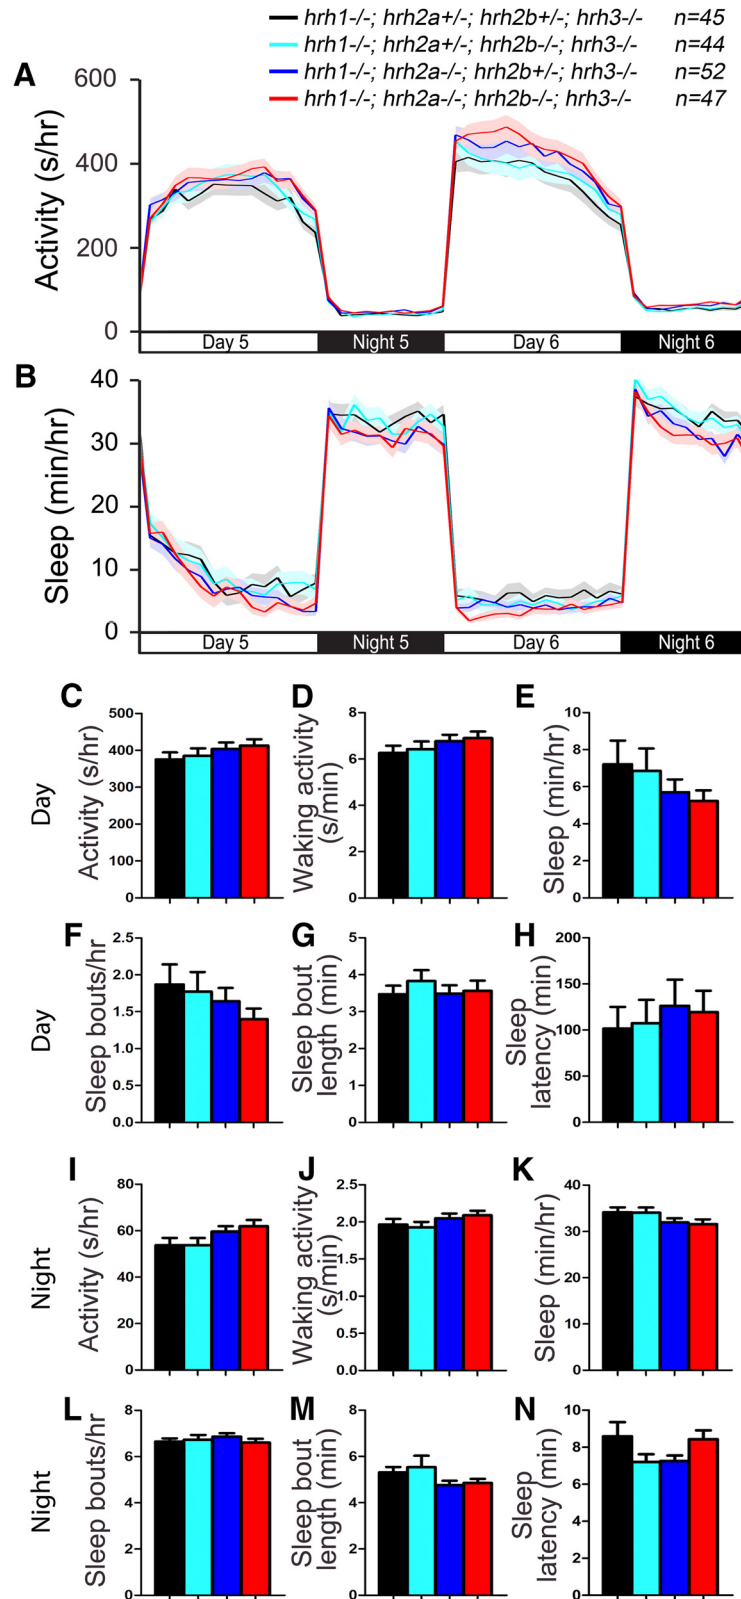 hrh1-/-; hrh2a+/-; hrh2b+/-; hrh3-/- n=45
hrh1-/-; hrh2a+/-; hrh2b-/-; hrh3-/- n=44
hrh1-/-; hrh2a-/-; hrh2b+/-; hrh3-/- n=52
hrh1-/-; hrh2a-/-; hrh2b-/-; hrh3-/- n=47
A
Activity (s/hr)
600
400
200
0
Day 5 Night 5 Day 6 Night 6
B
Sleep (min/hr)
40
30
20
10
0
Day 5 Night 5 Day 6 Night 6
Day
C
Activity (s/hr)
500
400
300
200
100
0
D
Waking activity
(s/min)
8
6
4
2
0
E
Sleep (min/hr)
10
8
6
4
2
0
Day
F
Sleep bouts/hr
2.5
2.0
1.5
1.0
0.5
0.0
G
Sleep bout
length (min)
5
4
3
2
1
0
H
Sleep
latency (min)
200
150
100
50
0
Night
I
Activity (s/hr)
80
60
40
20
0
J
Waking activity
(s/min)
2.5
2.0
1.5
1.0
0.5
0.0
K
Sleep (min/hr)
40
30
20
10
0
Night
L
Sleep bouts/hr
8
6
4
2
0
M
Sleep bout
length (min)
8
6
4
2
0
N
Sleep
latency (min)
10
8
6
4
2
0